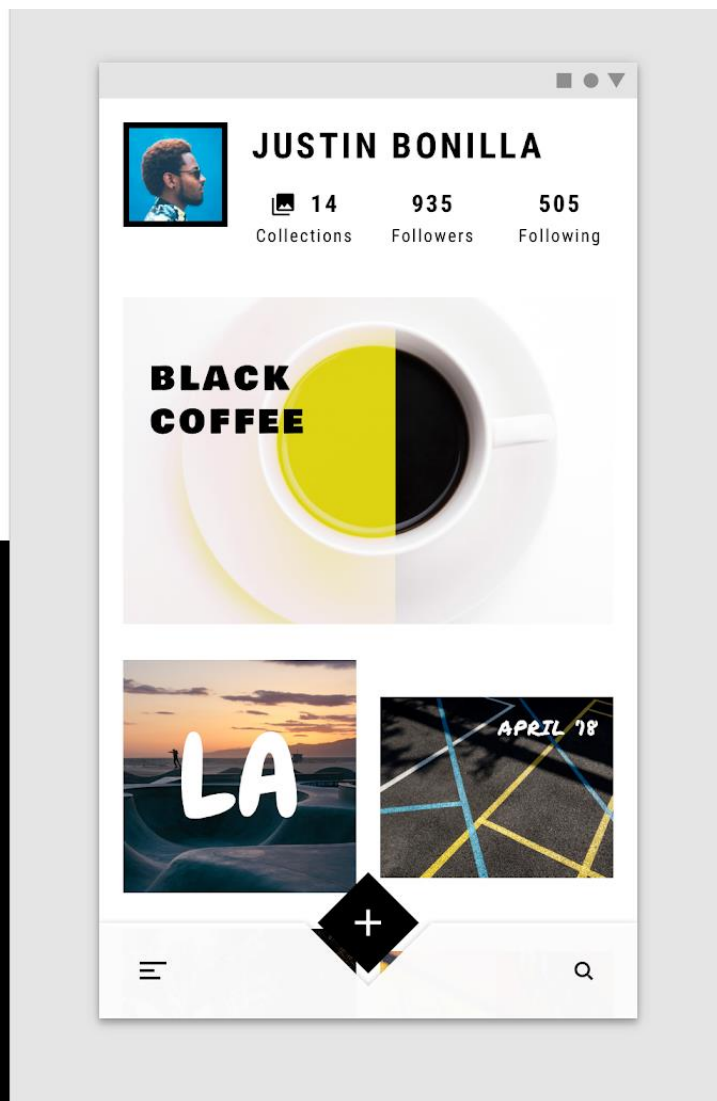 JUSTIN BONILLA
14 935 505
Collections Followers Following
BLACK
COFFEE
LA
APRIL '18